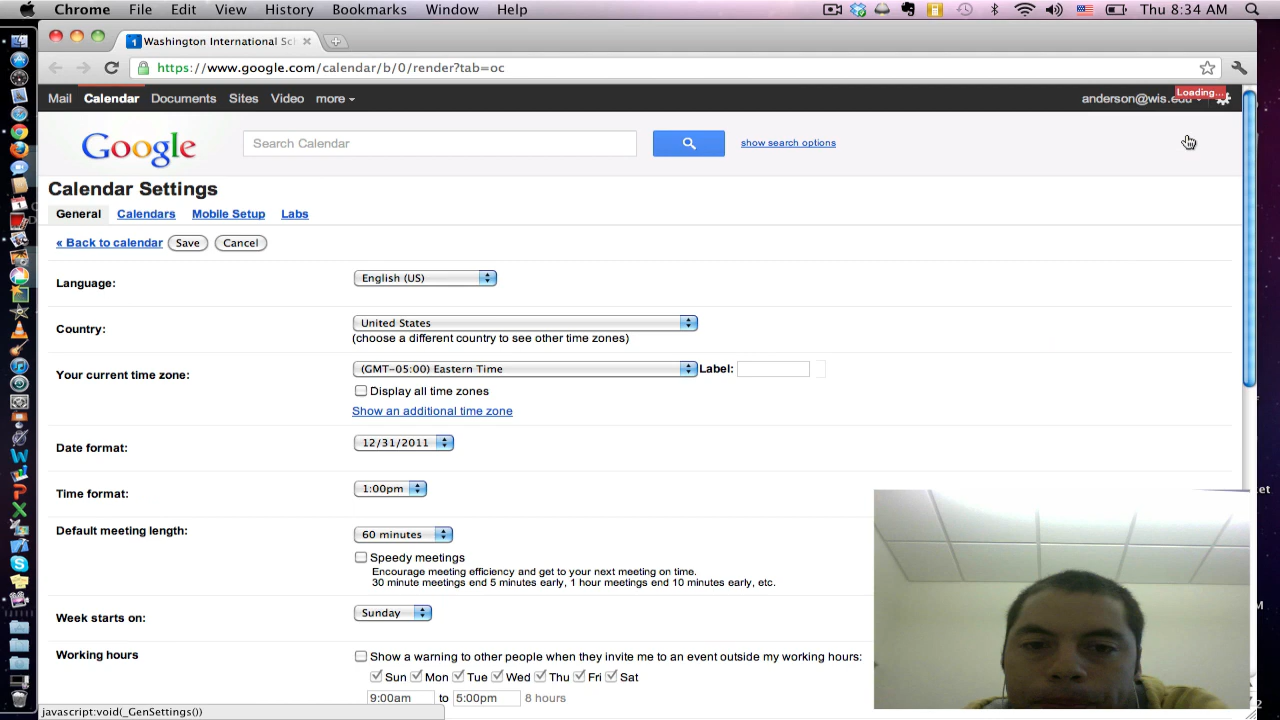 Chrome File Edit View History Bookmarks Window Help Thu 8:34 AM
Washington International Sch
https://www.google.com/calendar/b/0/render?tab=oc
Mail Calendar Documents Sites Video more anderson@wis.edu Loading...
Google Search Calendar show search options
Calendar Settings
General Calendars Mobile Setup Labs
« Back to calendar Save Cancel
Language: English (US)
Country: United States
(choose a different country to see other time zones)
Your current time zone: (GMT-05:00) Eastern Time Label:
Display all time zones
Show an additional time zone
Date format: 12/31/2011
Time format: 1:00pm
Default meeting length: 60 minutes
Speedy meetings
Encourage meeting efficiency and get to your next meeting on time.
30 minute meetings end 5 minutes early, 1 hour meetings end 10 minutes early, etc.
Week starts on: Sunday
Working hours Show a warning to other people when they invite me to an event outside my working hours:
Sun Mon Tue Wed Thu Fri Sat
9:00am to 5:00pm 8 hours
javascript:void(_GenSettings())